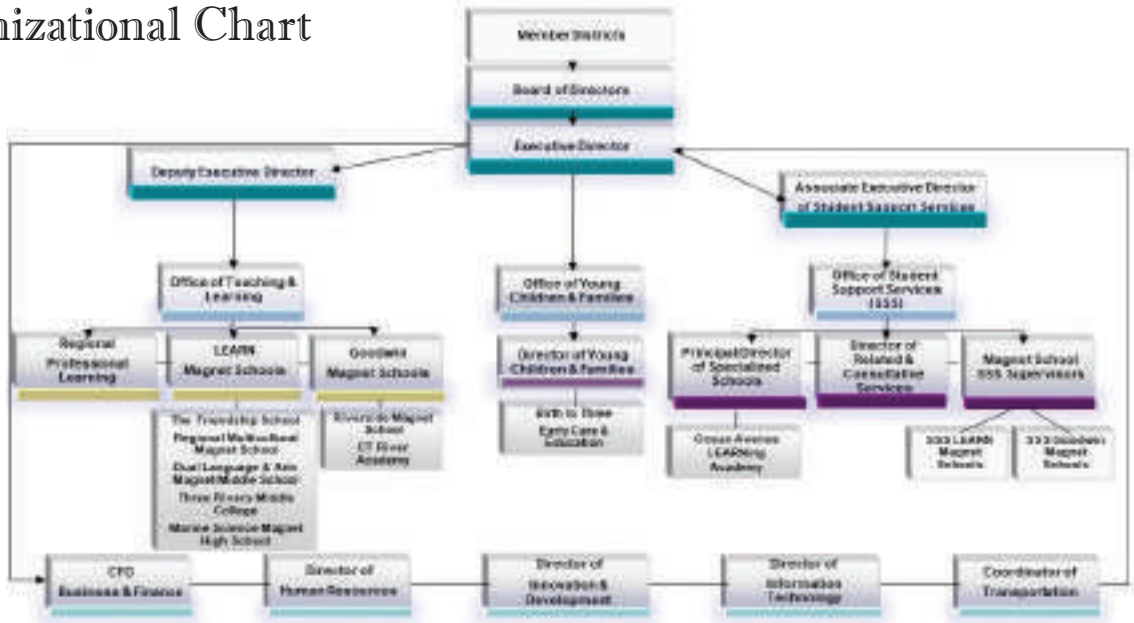 nizational Chart
Member Districts
Board of Directors
Executive Director
Deputy Executive Director
Associate Executive Director
of Student Support Services
Office of Teaching &
Learning
Office of Young
Children & Families
Office of Student
Support Services
(SSS)
Regional
Professional
Learning
LEARN
Magnet Schools
Goodwin
Magnet Schools
Director of Young
Children & Families
Principal/Director
of Specialized
Schools
Director of
Related &
Consultative
Services
Magnet School
SSS Supervisors
The Friendship School
Regional Multicultural
Magnet School
Dual Language & Arts
Magnet Middle School
Three Rivers Middle
College
Marine Science Magnet
High School
Riverside Magnet
School
CT River
Academy
Birth to Three
Early Care &
Education
Ocean Avenue
LEARNing
Academy
SSS LEARN
Magnet
Schools
SSS Goodwin
Magnet
Schools
CFO
Business & Finance
Director of
Human Resources
Director of
Innovation &
Development
Director of
Information
Technology
Coordinator of
Transportation